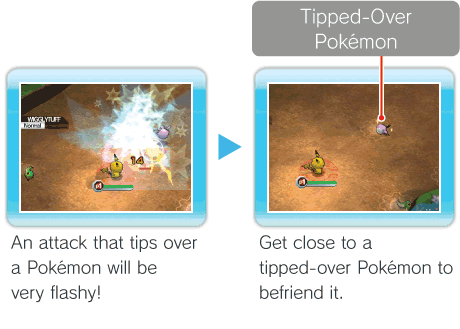 Tipped-Over
Pokémon
WIGGLYTUFF
Normal
14
An attack that tips over
a Pokémon will be
very flashy!
Get close to a
tipped-over Pokémon to
befriend it.